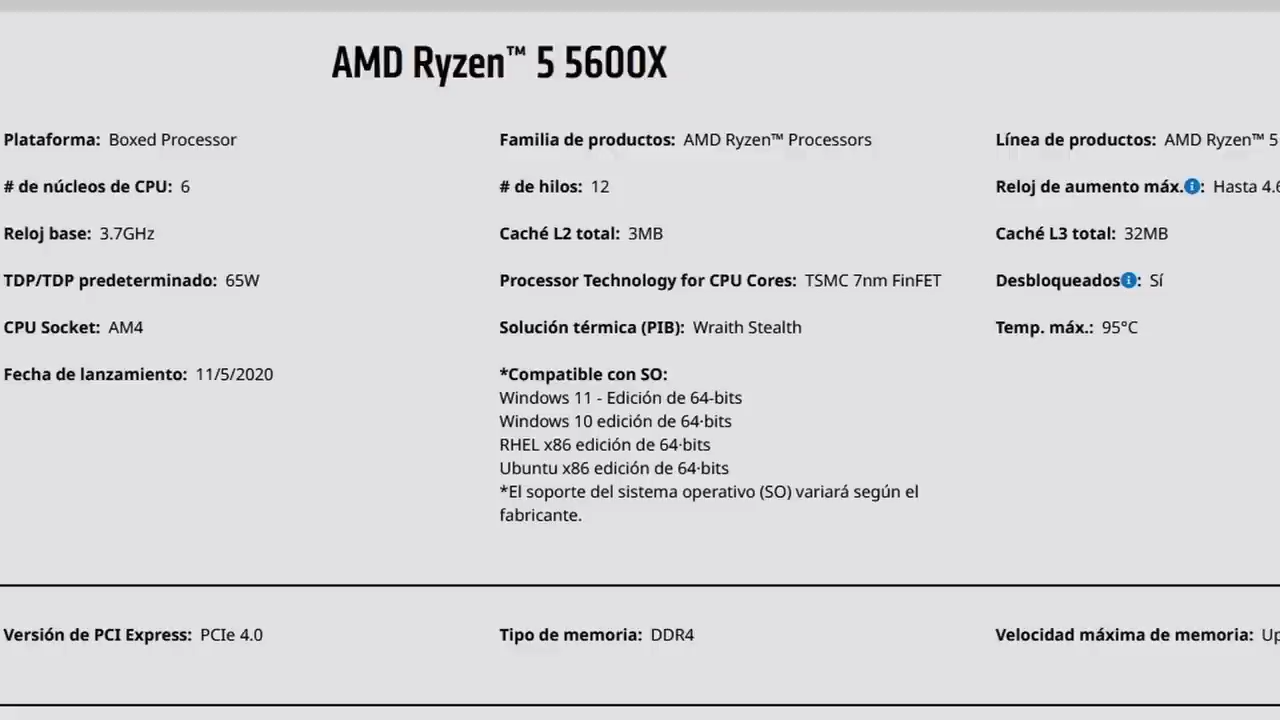 AMD Ryzen™ 5 5600X
Plataforma: Boxed Processor
Familia de productos: AMD Ryzen™ Processors
Línea de productos: AMD Ryzen™ 5
# de núcleos de CPU: 6
# de hilos: 12
Reloj de aumento máx.: Hasta 4.6
Reloj base: 3.7GHz
Caché L2 total: 3MB
Caché L3 total: 32MB
TDP/TDP predeterminado: 65W
Processor Technology for CPU Cores: TSMC 7nm FinFET
Desbloqueados: Sí
CPU Socket: AM4
Solución térmica (PIB): Wraith Stealth
Temp. máx.: 95°C
Fecha de lanzamiento: 11/5/2020
*Compatible con SO:
Windows 11 - Edición de 64-bits
Windows 10 edición de 64·bits
RHEL x86 edición de 64·bits
Ubuntu x86 edición de 64·bits
*El soporte del sistema operativo (SO) variará según el
fabricante.
Versión de PCI Express: PCIe 4.0
Tipo de memoria: DDR4
Velocidad máxima de memoria: Up